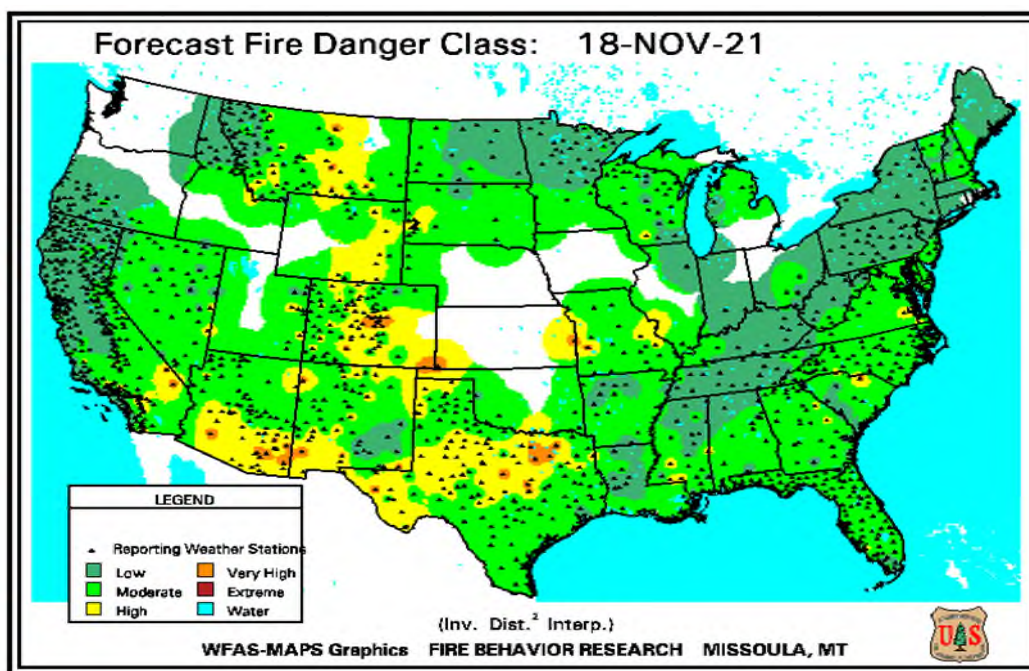 Forecast Fire Danger Class: 18-NOV-21
LEGEND
Reporting Weather Stations
Low
Very High
Moderate
Extreme
High
Water
(Inv. Dist.² Interp.)
WFAS-MAPS Graphics FIRE BEHAVIOR RESEARCH MISSOULA, MT
U S